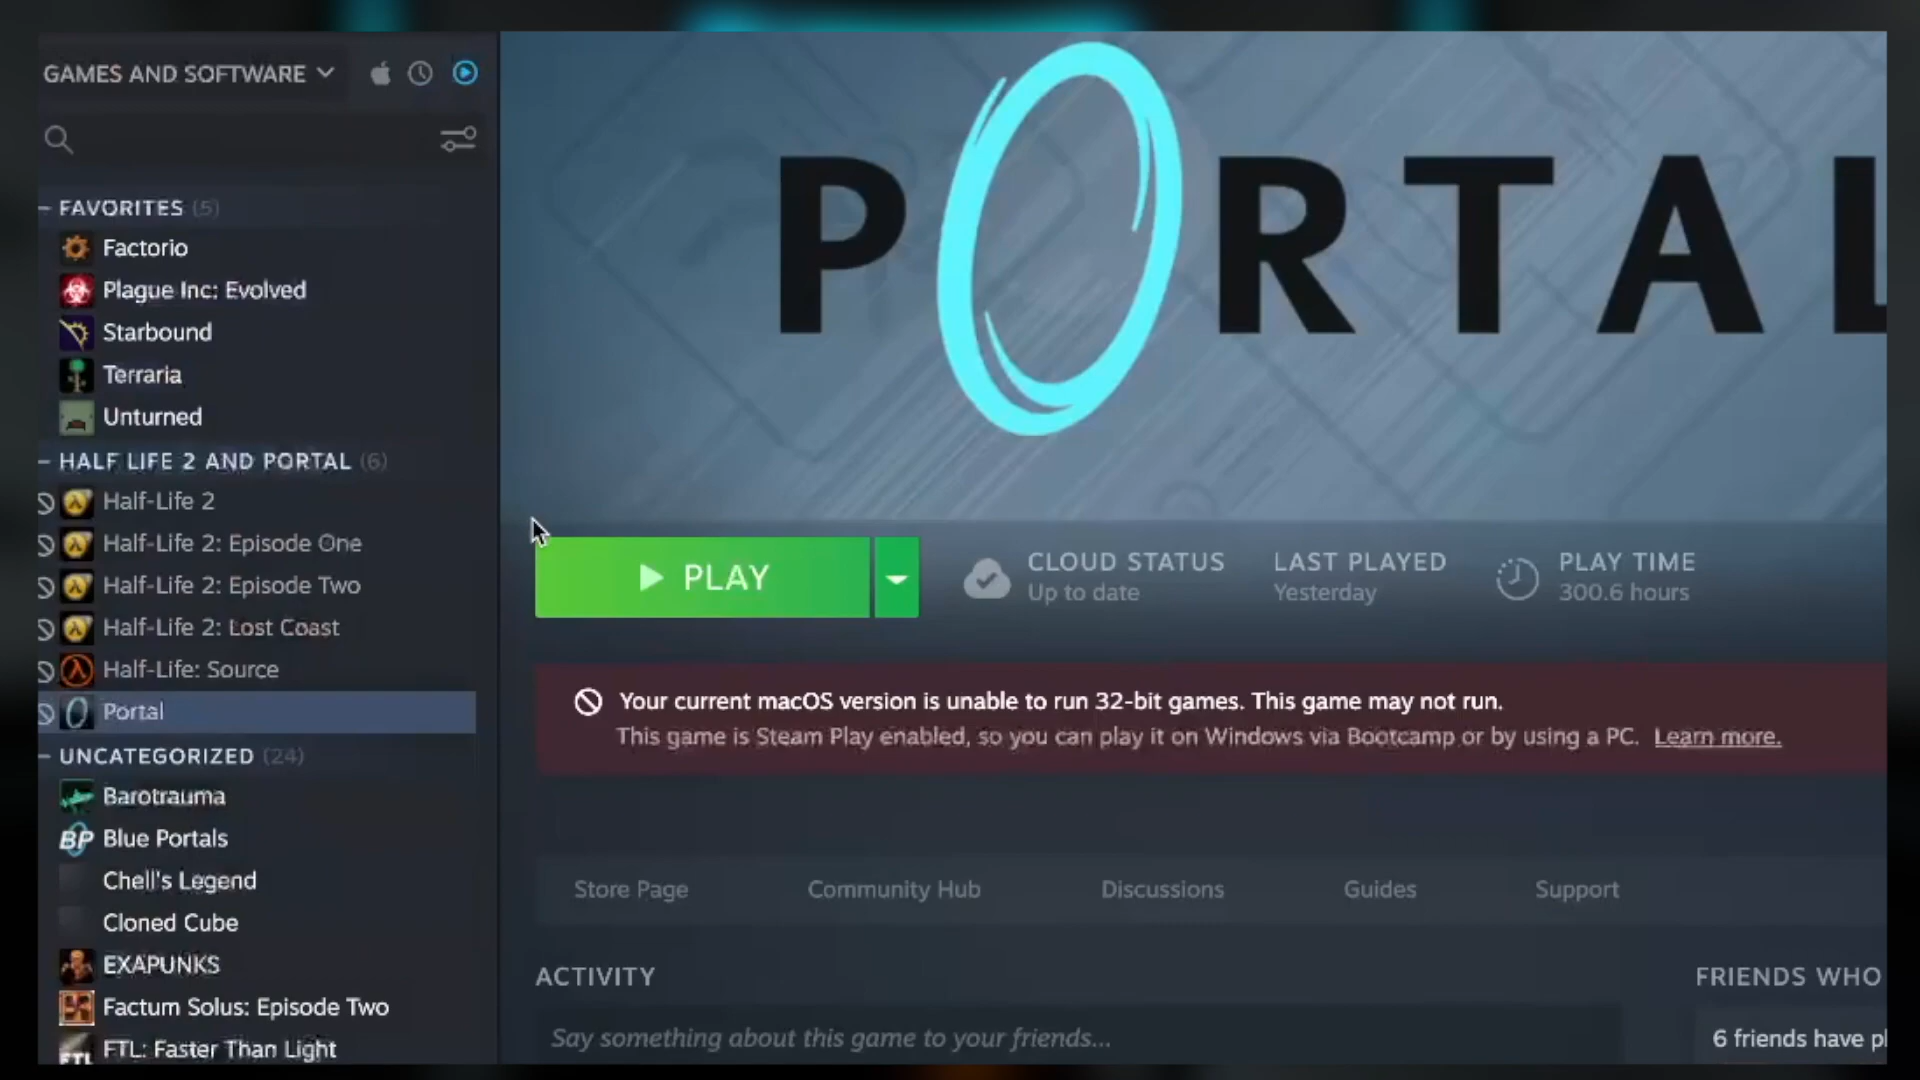 GAMES AND SOFTWARE
FAVORITES (5)
Factorio
Plague Inc: Evolved
Starbound
Terraria
Unturned
HALF LIFE 2 AND PORTAL (6)
Half-Life 2
Half-Life 2: Episode One
Half-Life 2: Episode Two
Half-Life 2: Lost Coast
Half-Life: Source
Portal
UNCATEGORIZED (24)
Barotrauma
BP Blue Portals
Chell's Legend
Cloned Cube
EXAPUNKS
Factum Solus: Episode Two
FTL FTL: Faster Than Light
PORTAL
PLAY
CLOUD STATUS
Up to date
LAST PLAYED
Yesterday
PLAY TIME
300.6 hours
Your current macOS version is unable to run 32-bit games. This game may not run.
This game is Steam Play enabled, so you can play it on Windows via Bootcamp or by using a PC. Learn more.
Store Page
Community Hub
Discussions
Guides
Support
ACTIVITY
Say something about this game to your friends...
FRIENDS WHO
6 friends have pl